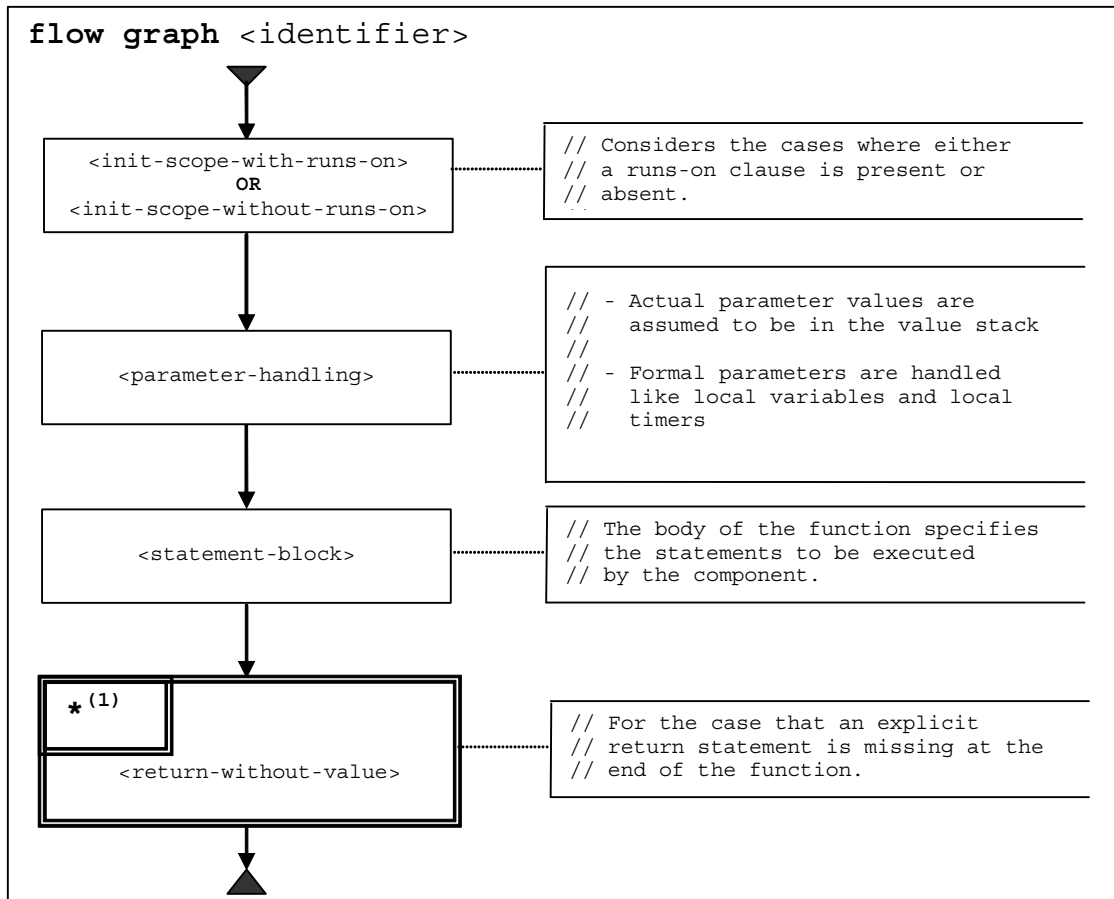 flow graph <identifier>
<init-scope-with-runs-on>
OR
<init-scope-without-runs-on>
// Considers the cases where either
// a runs-on clause is present or
// absent.
//
<parameter-handling>
// - Actual parameter values are
//   assumed to be in the value stack
//
// - Formal parameters are handled
//   like local variables and local
//   timers
<statement-block>
// The body of the function specifies
// the statements to be executed
// by the component.
*(1)
<return-without-value>
// For the case that an explicit
// return statement is missing at the
// end of the function.